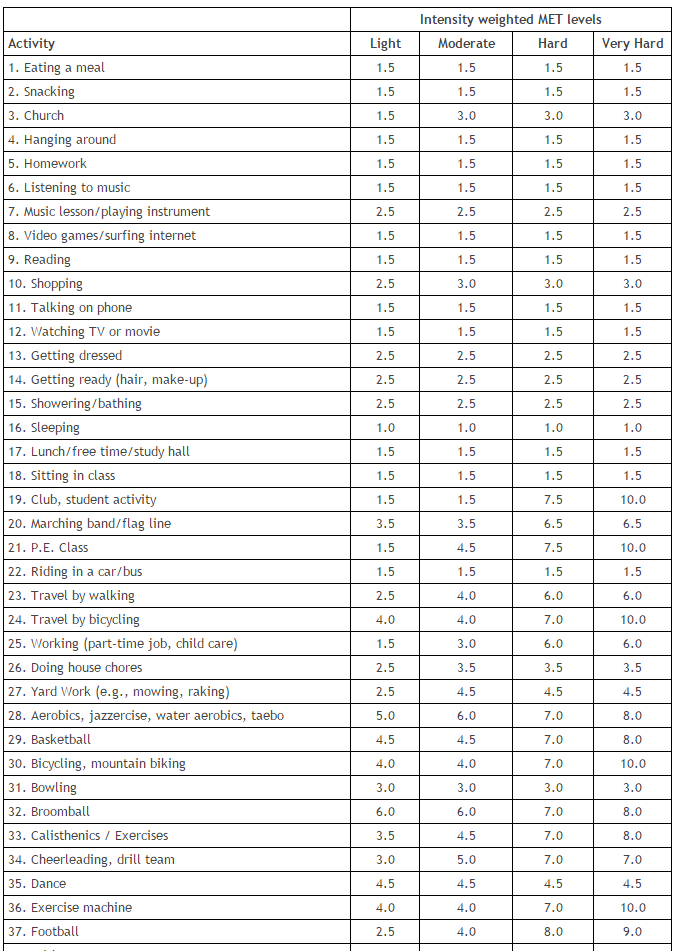 Intensity weighted MET levels
Activity Light Moderate Hard Very Hard
1. Eating a meal 1.5 1.5 1.5 1.5
2. Snacking 1.5 1.5 1.5 1.5
3. Church 1.5 3.0 3.0 3.0
4. Hanging around 1.5 1.5 1.5 1.5
5. Homework 1.5 1.5 1.5 1.5
6. Listening to music 1.5 1.5 1.5 1.5
7. Music lesson/playing instrument 2.5 2.5 2.5 2.5
8. Video games/surfing internet 1.5 1.5 1.5 1.5
9. Reading 1.5 1.5 1.5 1.5
10. Shopping 2.5 3.0 3.0 3.0
11. Talking on phone 1.5 1.5 1.5 1.5
12. Watching TV or movie 1.5 1.5 1.5 1.5
13. Getting dressed 2.5 2.5 2.5 2.5
14. Getting ready (hair, make-up) 2.5 2.5 2.5 2.5
15. Showering/bathing 2.5 2.5 2.5 2.5
16. Sleeping 1.0 1.0 1.0 1.0
17. Lunch/free time/study hall 1.5 1.5 1.5 1.5
18. Sitting in class 1.5 1.5 1.5 1.5
19. Club, student activity 1.5 1.5 7.5 10.0
20. Marching band/flag line 3.5 3.5 6.5 6.5
21. P.E. Class 1.5 4.5 7.5 10.0
22. Riding in a car/bus 1.5 1.5 1.5 1.5
23. Travel by walking 2.5 4.0 6.0 6.0
24. Travel by bicycling 4.0 4.0 7.0 10.0
25. Working (part-time job, child care) 1.5 3.0 6.0 6.0
26. Doing house chores 2.5 3.5 3.5 3.5
27. Yard Work (e.g., mowing, raking) 2.5 4.5 4.5 4.5
28. Aerobics, jazzercise, water aerobics, taebo 5.0 6.0 7.0 8.0
29. Basketball 4.5 4.5 7.0 8.0
30. Bicycling, mountain biking 4.0 4.0 7.0 10.0
31. Bowling 3.0 3.0 3.0 3.0
32. Broomball 6.0 6.0 7.0 8.0
33. Calisthenics / Exercises 3.5 4.5 7.0 8.0
34. Cheerleading, drill team 3.0 5.0 7.0 7.0
35. Dance 4.5 4.5 4.5 4.5
36. Exercise machine 4.0 4.0 7.0 10.0
37. Football 2.5 4.0 8.0 9.0